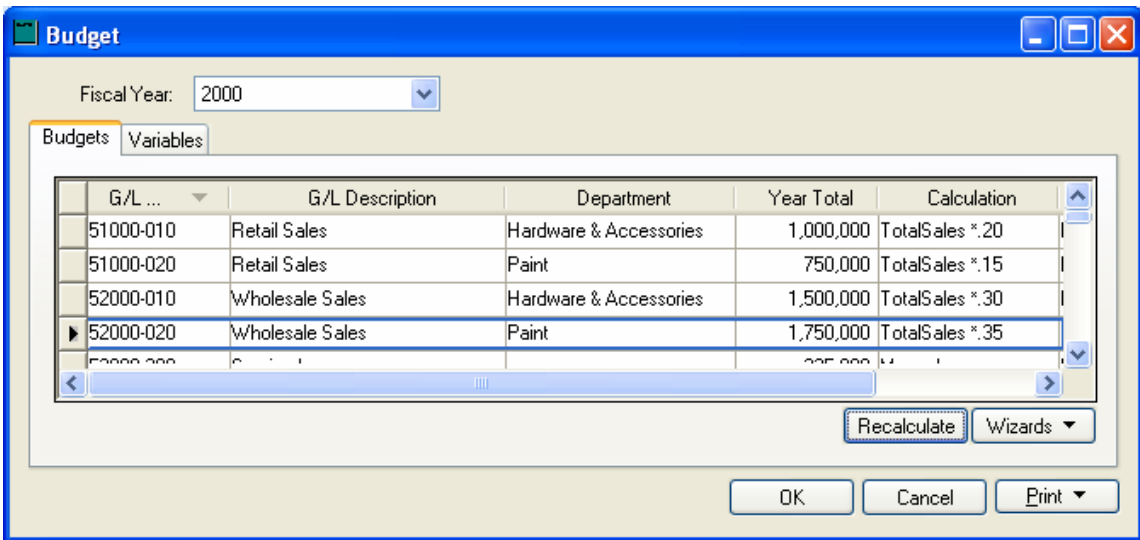 Budget
Fiscal Year: 2000
Budgets Variables
G/L ... G/L Description Department Year Total Calculation
51000-010 Retail Sales Hardware & Accessories 1,000,000 TotalSales *.20
51000-020 Retail Sales Paint 750,000 TotalSales *.15
52000-010 Wholesale Sales Hardware & Accessories 1,500,000 TotalSales *.30
52000-020 Wholesale Sales Paint 1,750,000 TotalSales *.35
Recalculate Wizards
OK Cancel Print